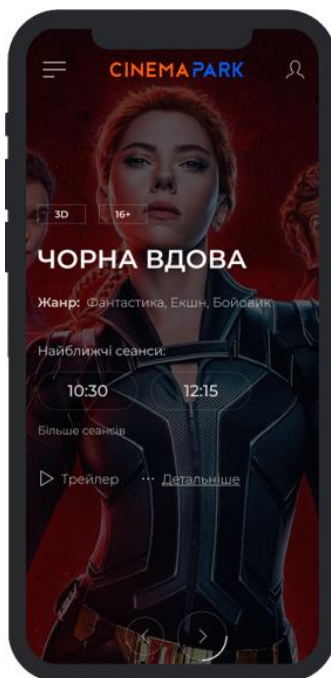 CINEMAPARK
3D 16+
ЧОРНА ВДОВА
Жанр: Фантастика, Екшн, Бойовик
Найближчі сеанси:
10:30 12:15
Більше сеансів
Трейлер ... Детальніше